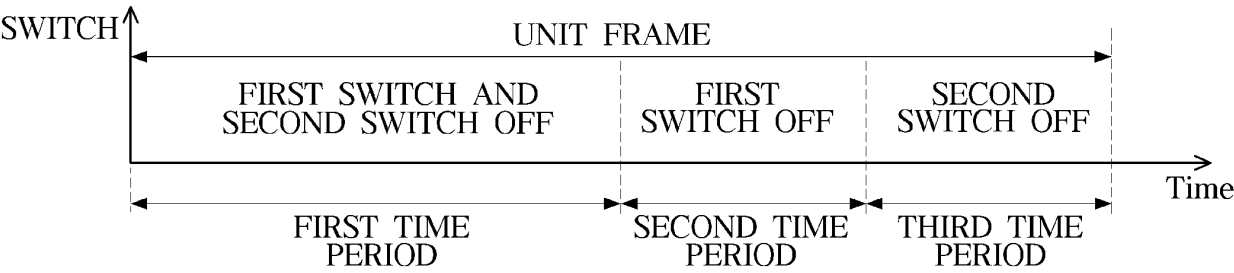 SWITCH
UNIT FRAME
FIRST SWITCH AND
SECOND SWITCH OFF
FIRST
SWITCH OFF
SECOND
SWITCH OFF
Time
FIRST TIME
PERIOD
SECOND TIME
PERIOD
THIRD TIME
PERIOD